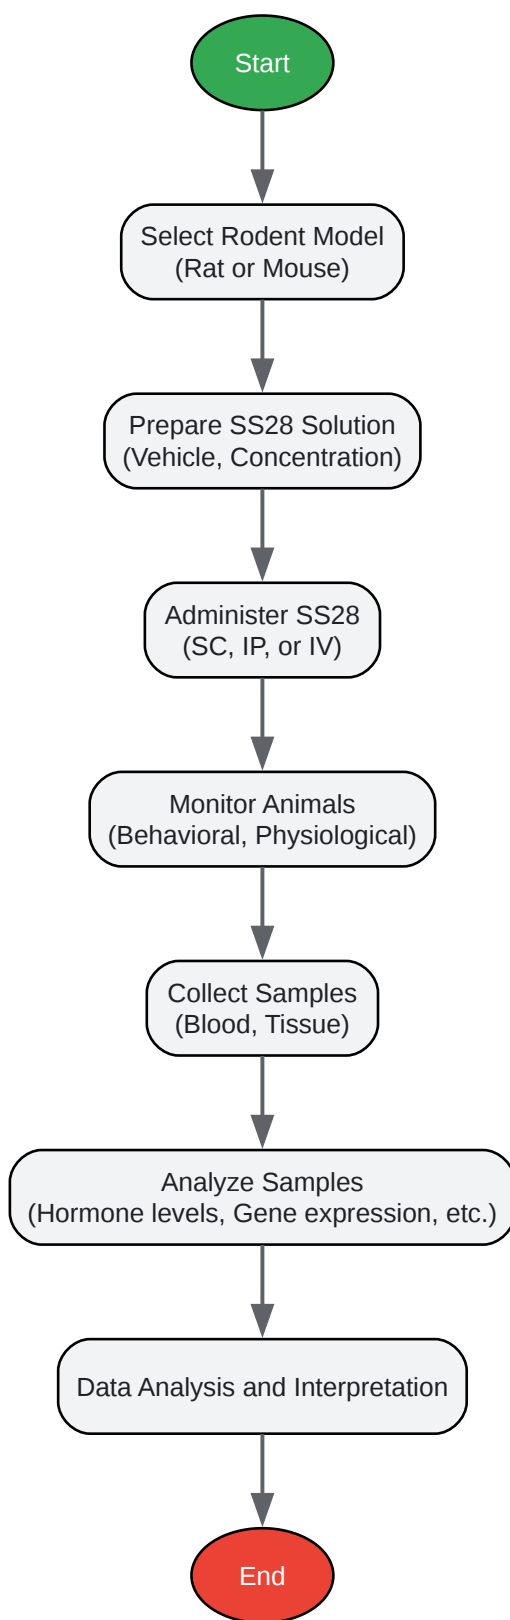 Start
Select Rodent Model
(Rat or Mouse)
Prepare SS28 Solution
(Vehicle, Concentration)
Administer SS28
(SC, IP, or IV)
Monitor Animals
(Behavioral, Physiological)
Collect Samples
(Blood, Tissue)
Analyze Samples
(Hormone levels, Gene expression, etc.)
Data Analysis and Interpretation
End